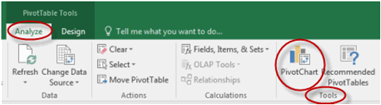 PivotTable Tools
Analyze Design Tell me what you want to do...
Refresh Change Data Source Clear Select Move PivotTable Fields, Items, & Sets OLAP Tools Relationships PivotChart Recommended PivotTables
Data Actions Calculations Tools